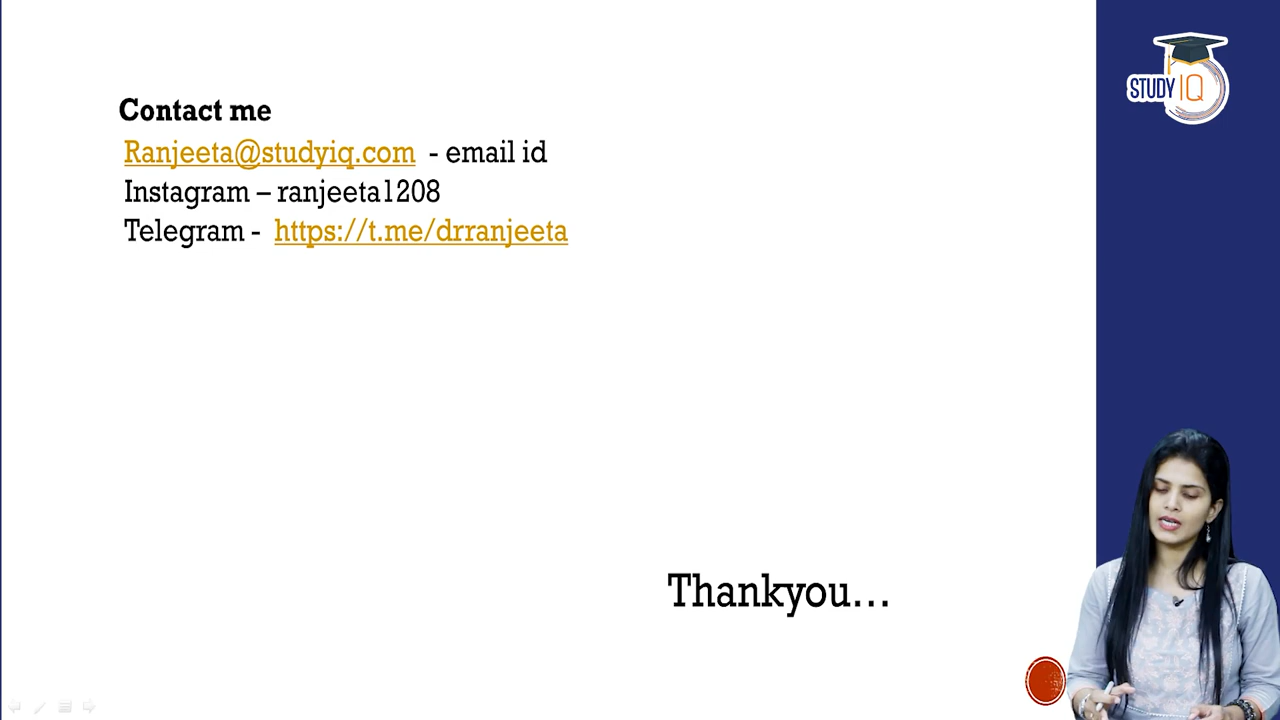 STUDY IQ
Contact me
Ranjeeta@studyiq.com - email id
Instagram – ranjeeta1208
Telegram - https://t.me/drranjeeta
Thankyou...